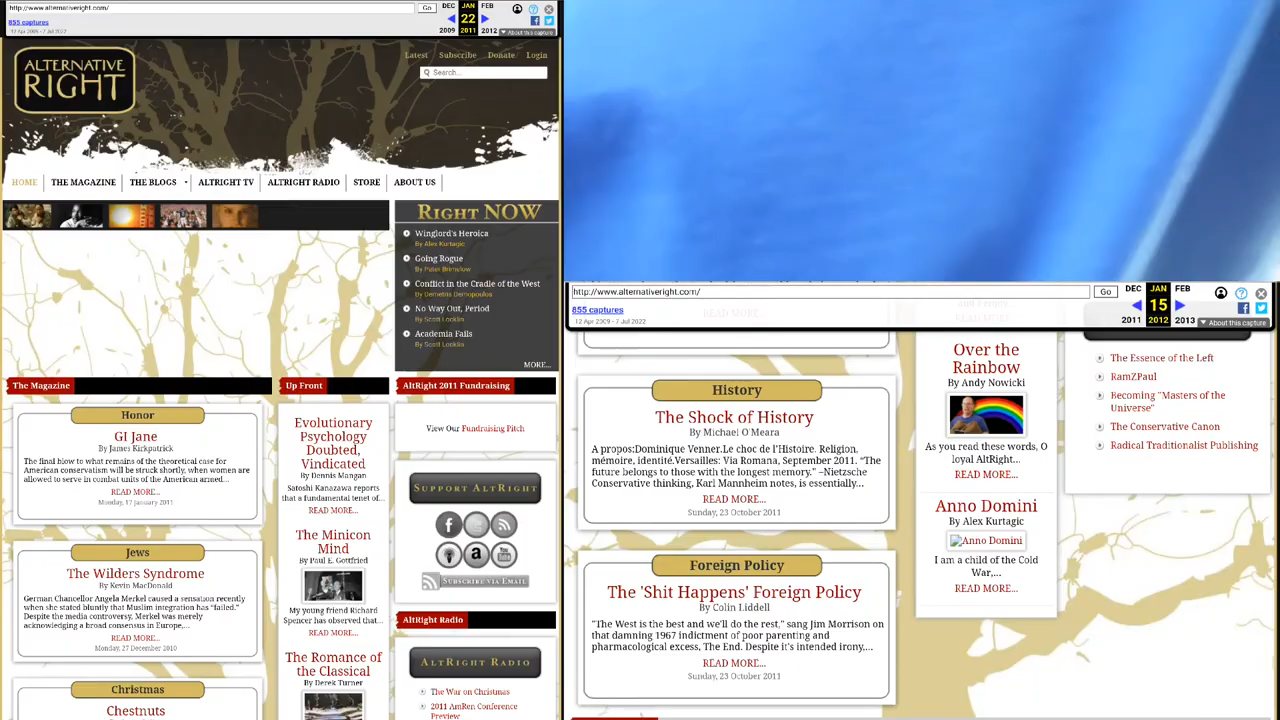 http://www.alternativeright.com/
Go
DEC
JAN
FEB
855 captures
22
12 Apr 2009 - 7 Jul 2022
2009
2011
2012
About this capture
ALTERNATIVE
RIGHT
Latest
Subscribe
Donate
Login
Search...
HOME
THE MAGAZINE
THE BLOGS
ALTRIGHT TV
ALTRIGHT RADIO
STORE
ABOUT US
RIGHT NOW
Winglord's Heroica
By Alex Kurtagic
Going Rogue
By Peter Brimelow
Conflict in the Cradle of the West
By Demetris Demopoulos
No Way Out, Period
By Scott Locklin
Academia Fails
By Scott Locklin
MORE...
The Magazine
Honor
GI Jane
By James Kirkpatrick
The final blow to what remains of the theoretical case for
American conservatism will be struck shortly, when women are
allowed to serve in combat units of the American armed...
READ MORE...
Monday, 17 January 2011
Jews
The Wilders Syndrome
By Kevin MacDonald
German Chancellor Angela Merkel caused a sensation recently
when she stated bluntly that Muslim integration has "failed."
Despite the media controversy, Merkel was merely
acknowledging a broad consensus in Europe,...
READ MORE...
Monday, 27 December 2010
Christmas
Chestnuts
Up Front
Evolutionary
Psychology
Doubted,
Vindicated
By Dennis Mangan
Satoshi Kanazawa reports
that a fundamental tenet of...
READ MORE...
The Minicon
Mind
By Paul E. Gottfried
My young friend Richard
Spencer has observed that...
READ MORE...
The Romance of
the Classical
By Derek Turner
AltRight 2011 Fundraising
View Our Fundraising Pitch
SUPPORT ALTRIGHT
SUBSCRIBE VIA EMAIL
AltRight Radio
ALTRIGHT RADIO
The War on Christmas
2011 AmRen Conference
Preview
http://www.alternativeright.com/
Go
DEC
JAN
FEB
855 captures
15
12 Apr 2009 - 7 Jul 2022
2011
2012
2013
About this capture
READ MORE...
History
The Shock of History
By Michael O'Meara
A propos:Dominique Venner.Le choc de l'Histoire. Religion,
mémoire, identité.Versailles: Via Romana, September 2011. "The
future belongs to those with the longest memory." –Nietzsche
Conservative thinking, Karl Mannheim notes, is essentially...
READ MORE...
Sunday, 23 October 2011
Foreign Policy
The 'Shit Happens' Foreign Policy
By Colin Liddell
"The West is the best and we'll do the rest," sang Jim Morrison on
that damning 1967 indictment of poor parenting and
pharmacological excess, The End. Despite it's intended irony,...
READ MORE...
Sunday, 23 October 2011
READ MORE...
Over the
Rainbow
By Andy Nowicki
As you read these words, O
loyal AltRight...
READ MORE...
Anno Domini
By Alex Kurtagic
Anno Domini
I am a child of the Cold
War,...
READ MORE...
The Essence of the Left
RamZPaul
Becoming "Masters of the
Universe"
The Conservative Canon
Radical Traditionalist Publishing